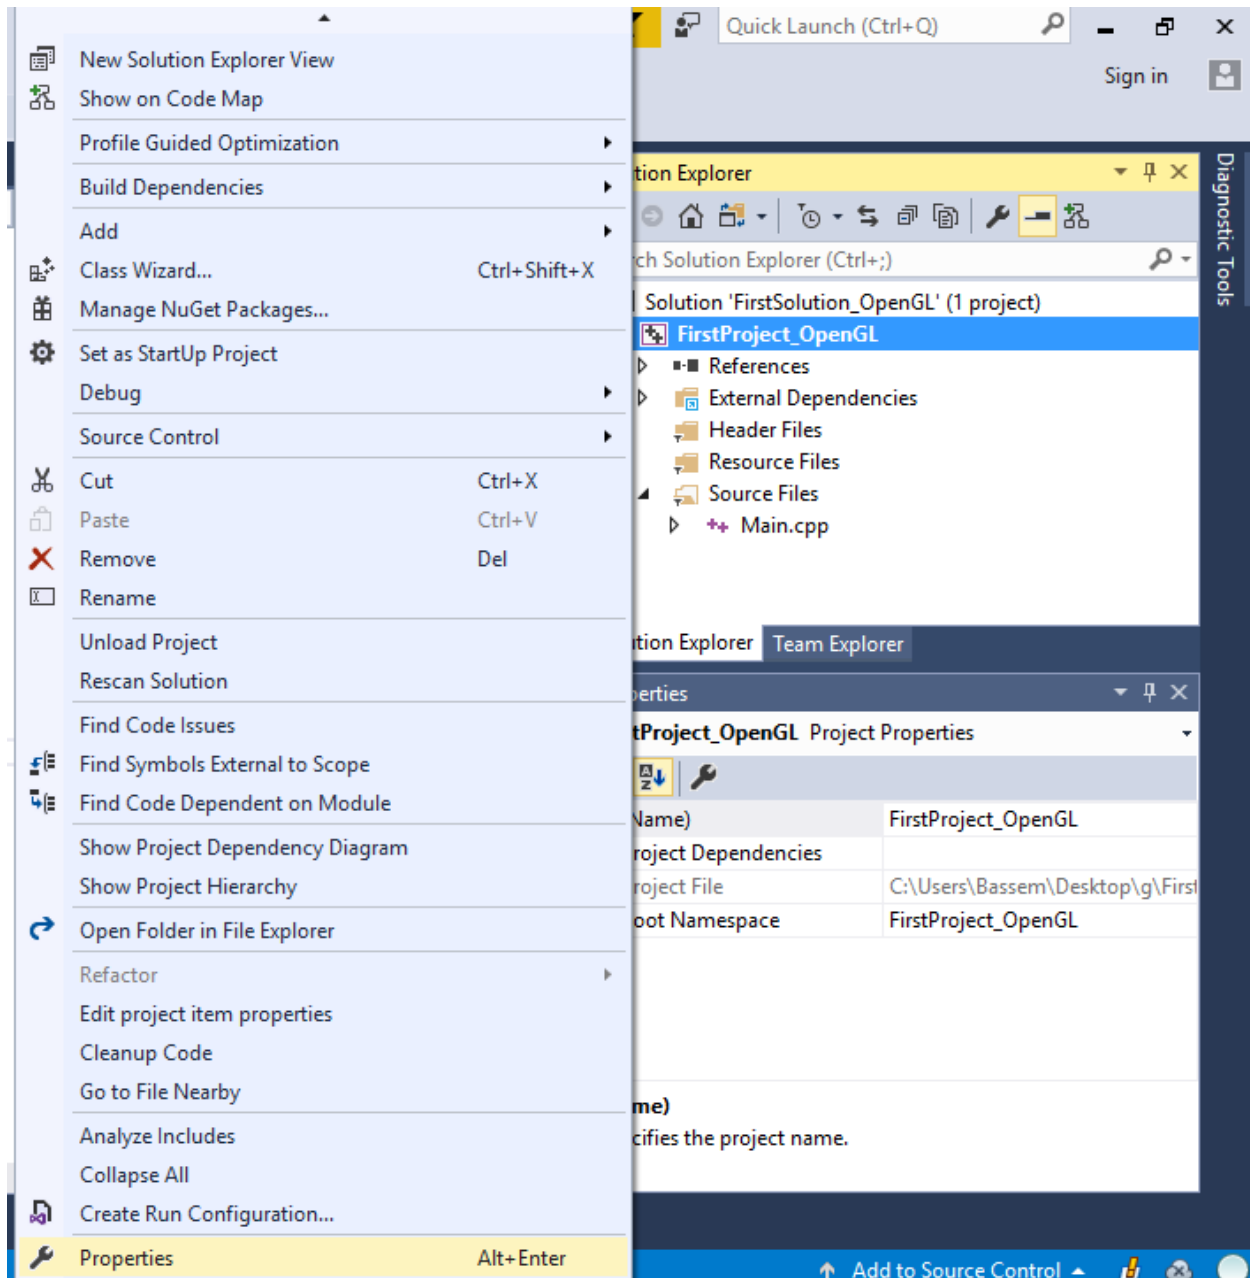 New Solution Explorer View
Show on Code Map
Profile Guided Optimization
Build Dependencies
Add
Class Wizard... Ctrl+Shift+X
Manage NuGet Packages...
Set as StartUp Project
Debug
Source Control
Cut Ctrl+X
Paste Ctrl+V
Remove Del
Rename
Unload Project
Rescan Solution
Find Code Issues
Find Symbols External to Scope
Find Code Dependent on Module
Show Project Dependency Diagram
Show Project Hierarchy
Open Folder in File Explorer
Refactor
Edit project item properties
Cleanup Code
Go to File Nearby
Analyze Includes
Collapse All
Create Run Configuration...
Properties Alt+Enter
Quick Launch (Ctrl+Q)
Sign in
tion Explorer
rch Solution Explorer (Ctrl+;)
Solution 'FirstSolution_OpenGL' (1 project)
FirstProject_OpenGL
References
External Dependencies
Header Files
Resource Files
Source Files
Main.cpp
tion Explorer Team Explorer
perties
tProject_OpenGL Project Properties
Name) FirstProject_OpenGL
roject Dependencies
roject File C:\Users\Bassem\Desktop\g\First
oot Namespace FirstProject_OpenGL
me)
cifies the project name.
Add to Source Control
Diagnostic Tools